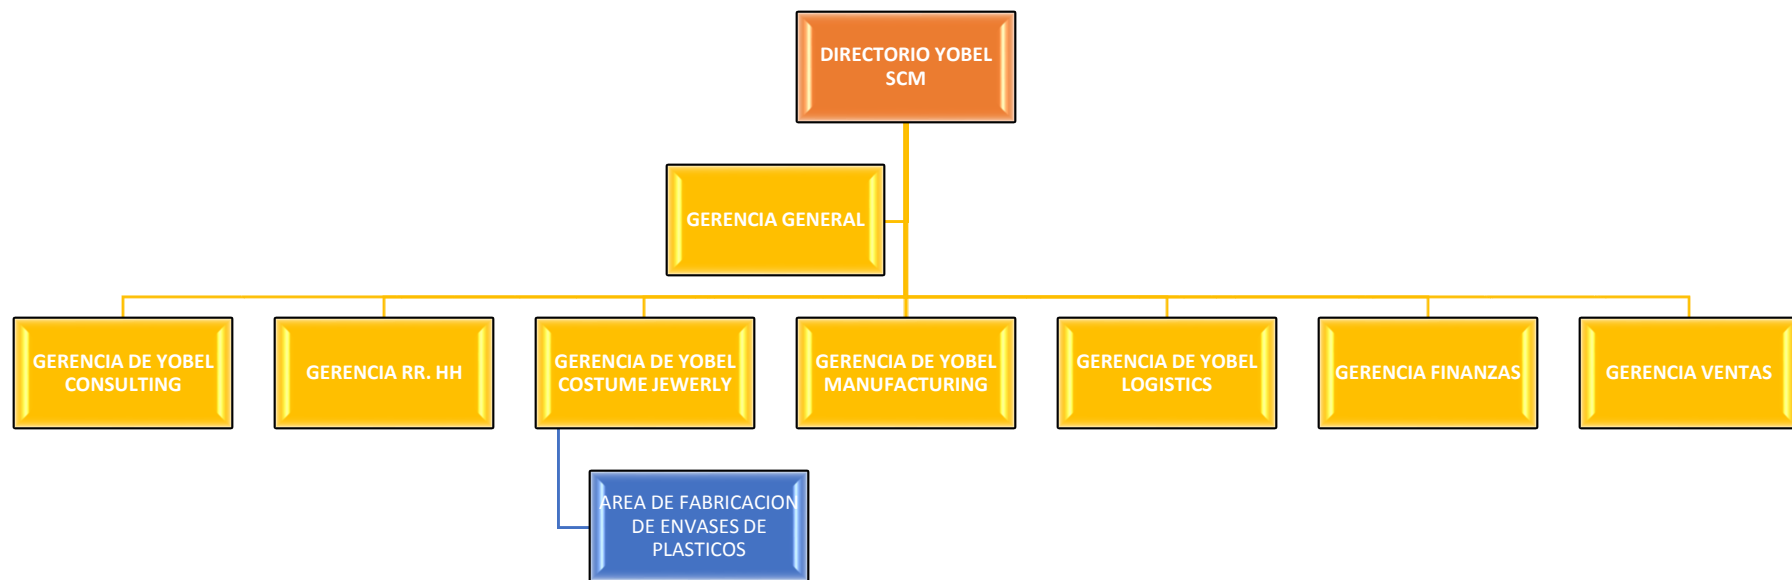 DIRECTORIO YOBEL
SCM
GERENCIA GENERAL
GERENCIA DE YOBEL
CONSULTING
GERENCIA RR. HH
GERENCIA DE YOBEL
COSTUME JEWERLY
GERENCIA DE YOBEL
MANUFACTURING
GERENCIA DE YOBEL
LOGISTICS
GERENCIA FINANZAS
GERENCIA VENTAS
AREA DE FABRICACION
DE ENVASES DE
PLASTICOS